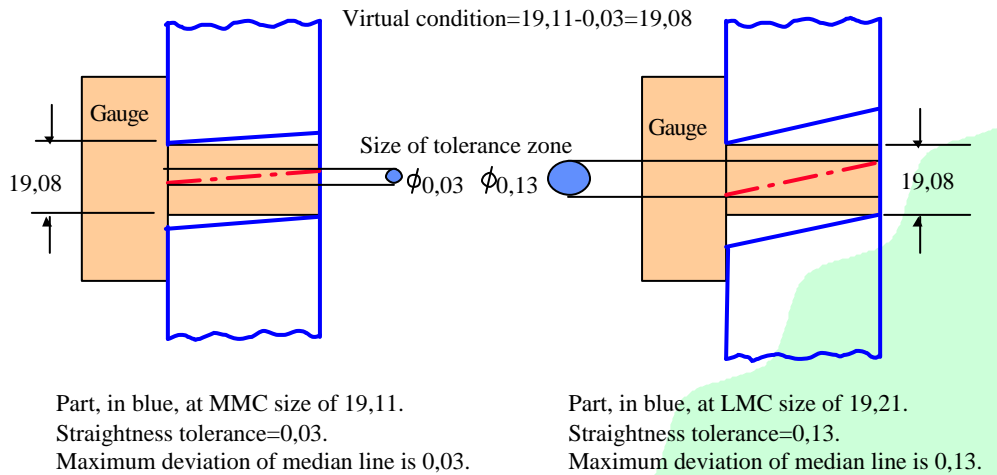 Virtual condition=19,11-0,03=19,08
Gauge
19,08
Size of tolerance zone
ϕ0,03 ϕ0,13
Gauge
19,08
Part, in blue, at MMC size of 19,11.
Straightness tolerance=0,03.
Maximum deviation of median line is 0,03.
Part, in blue, at LMC size of 19,21.
Straightness tolerance=0,13.
Maximum deviation of median line is 0,13.